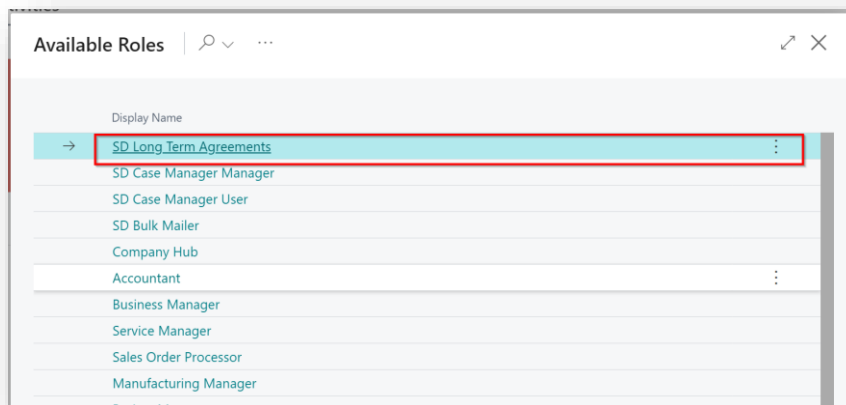 Available Roles
Display Name
SD Long Term Agreements
SD Case Manager Manager
SD Case Manager User
SD Bulk Mailer
Company Hub
Accountant
Business Manager
Service Manager
Sales Order Processor
Manufacturing Manager